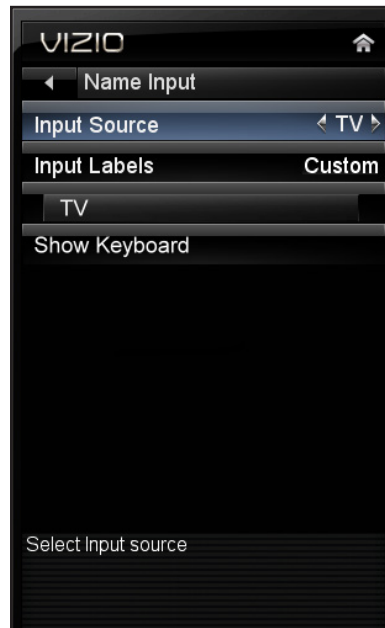 VIZIO
Name Input
Input Source TV
Input Labels Custom
TV
Show Keyboard
Select Input source